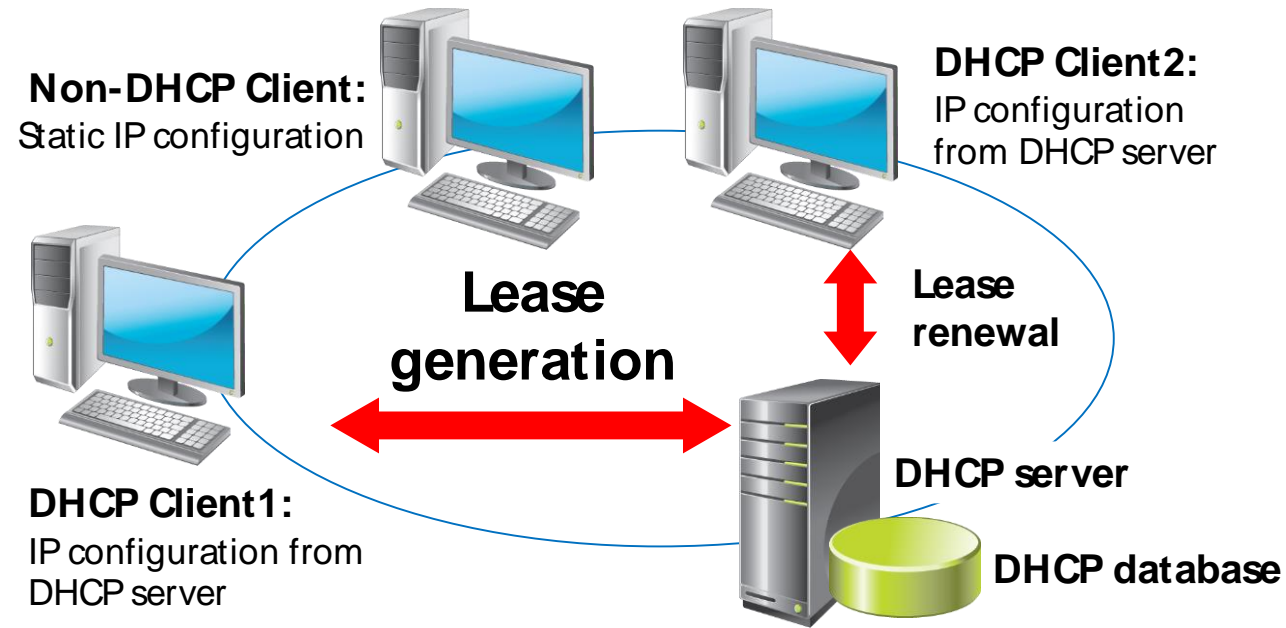 Non-DHCP Client:
Static IP configuration
DHCP Client2:
IP configuration
from DHCP server
Lease
generation
Lease
renewal
DHCP server
DHCP database
DHCP Client1:
IP configuration from
DHCP server